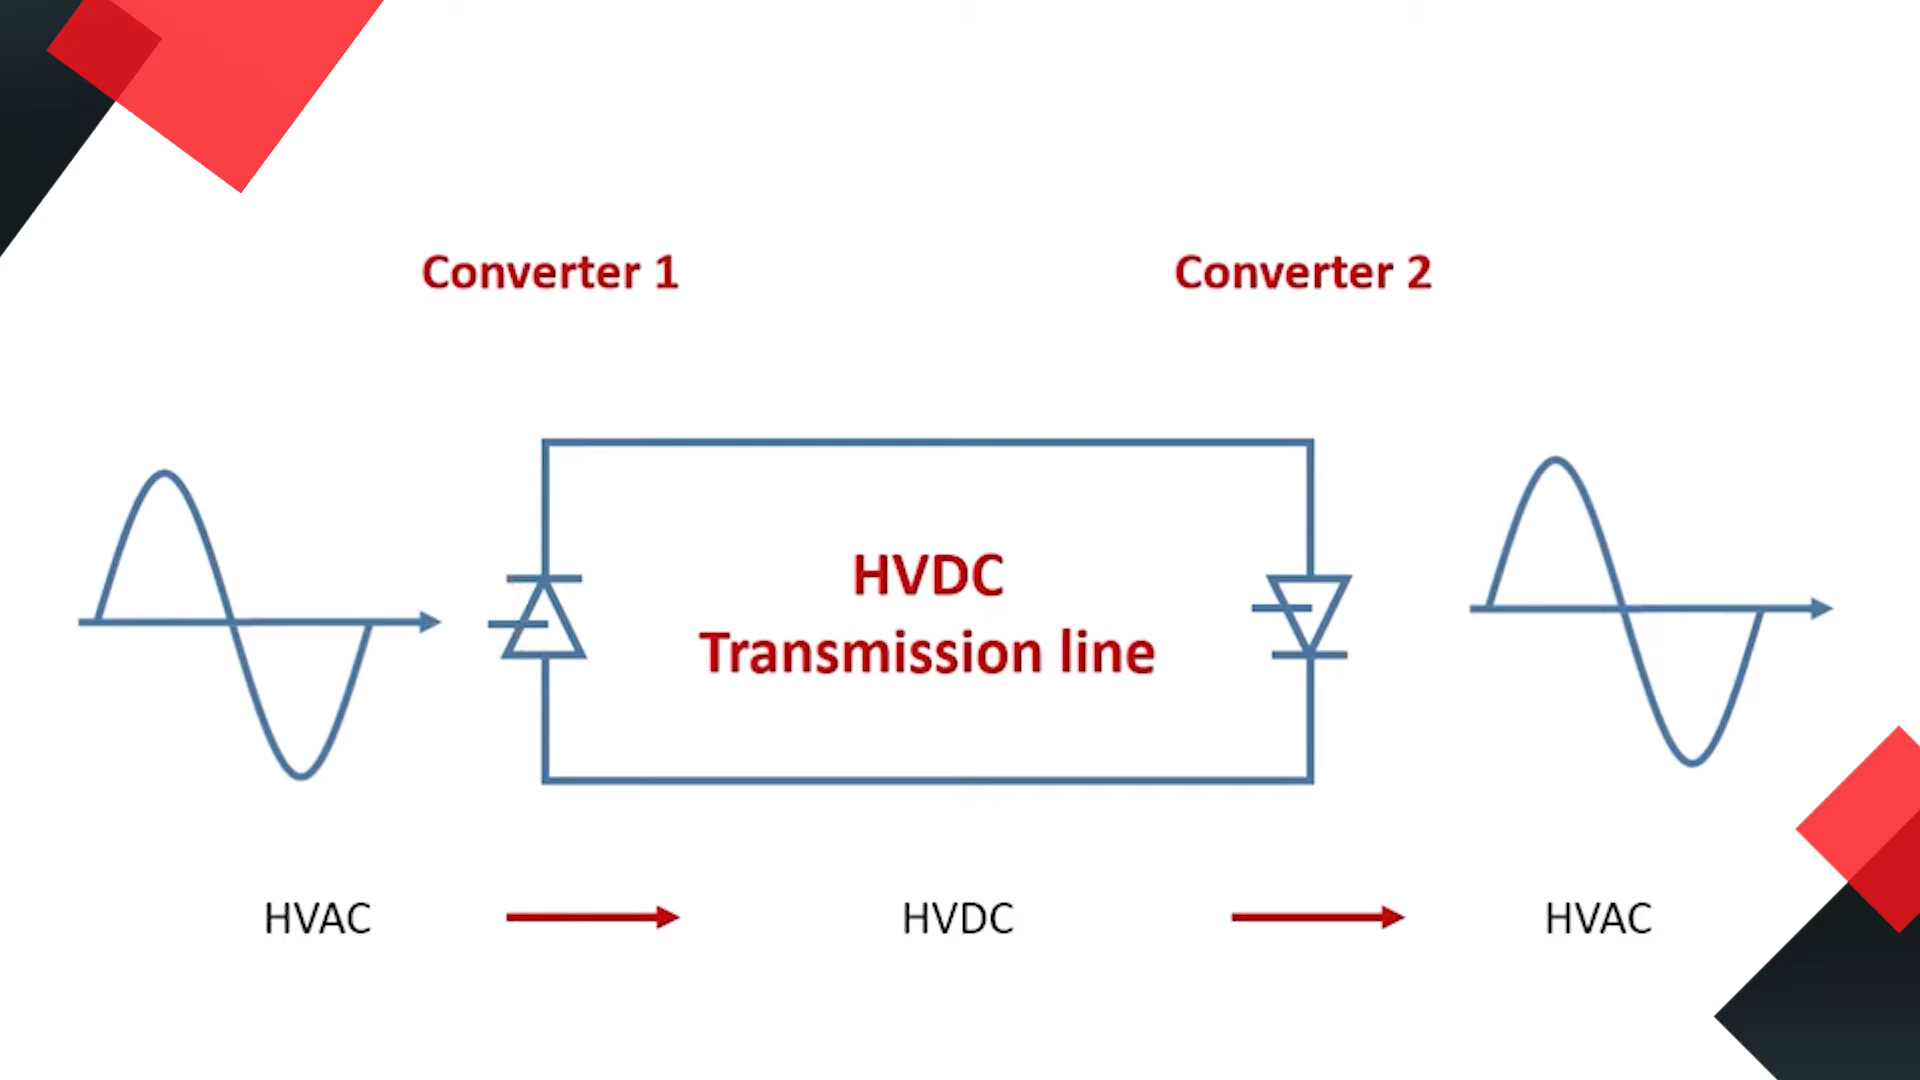 Converter 1
Converter 2
HVDC
Transmission line
HVAC
HVDC
HVAC